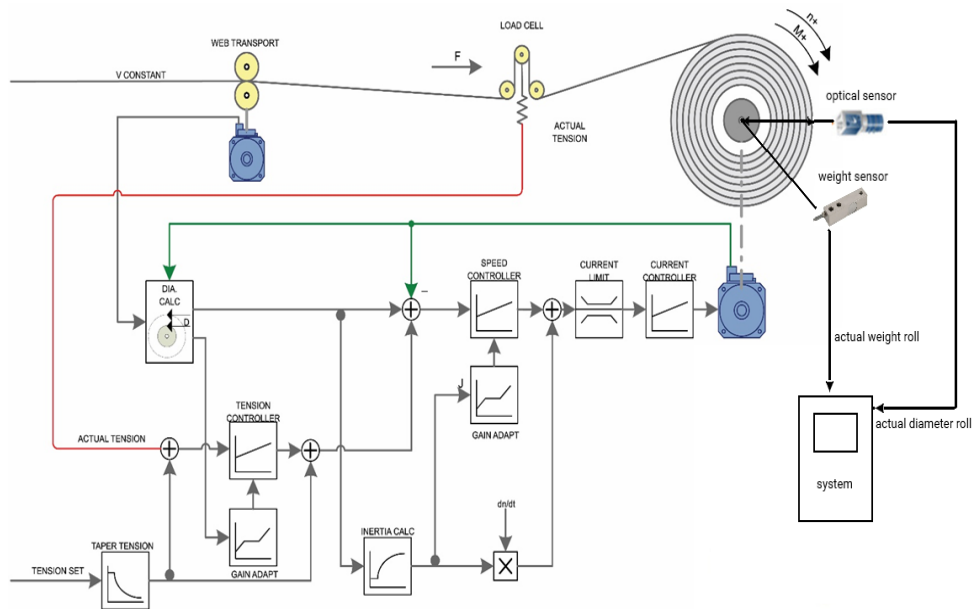 LOAD CELL
n+
M+
WEB TRANSPORT
F
V CONSTANT
optical sensor
ACTUAL
TENSION
weight sensor
SPEED
CONTROLLER
CURRENT
LIMIT
CURRENT
CONTROLLER
DIA.
CALC
D
–
actual weight roll
J
TENSION
CONTROLLER
GAIN ADAPT
ACTUAL TENSION
actual diameter roll
system
dn/dt
INERTIA CALC
TAPER TENSION
X
TENSION SET
GAIN ADAPT